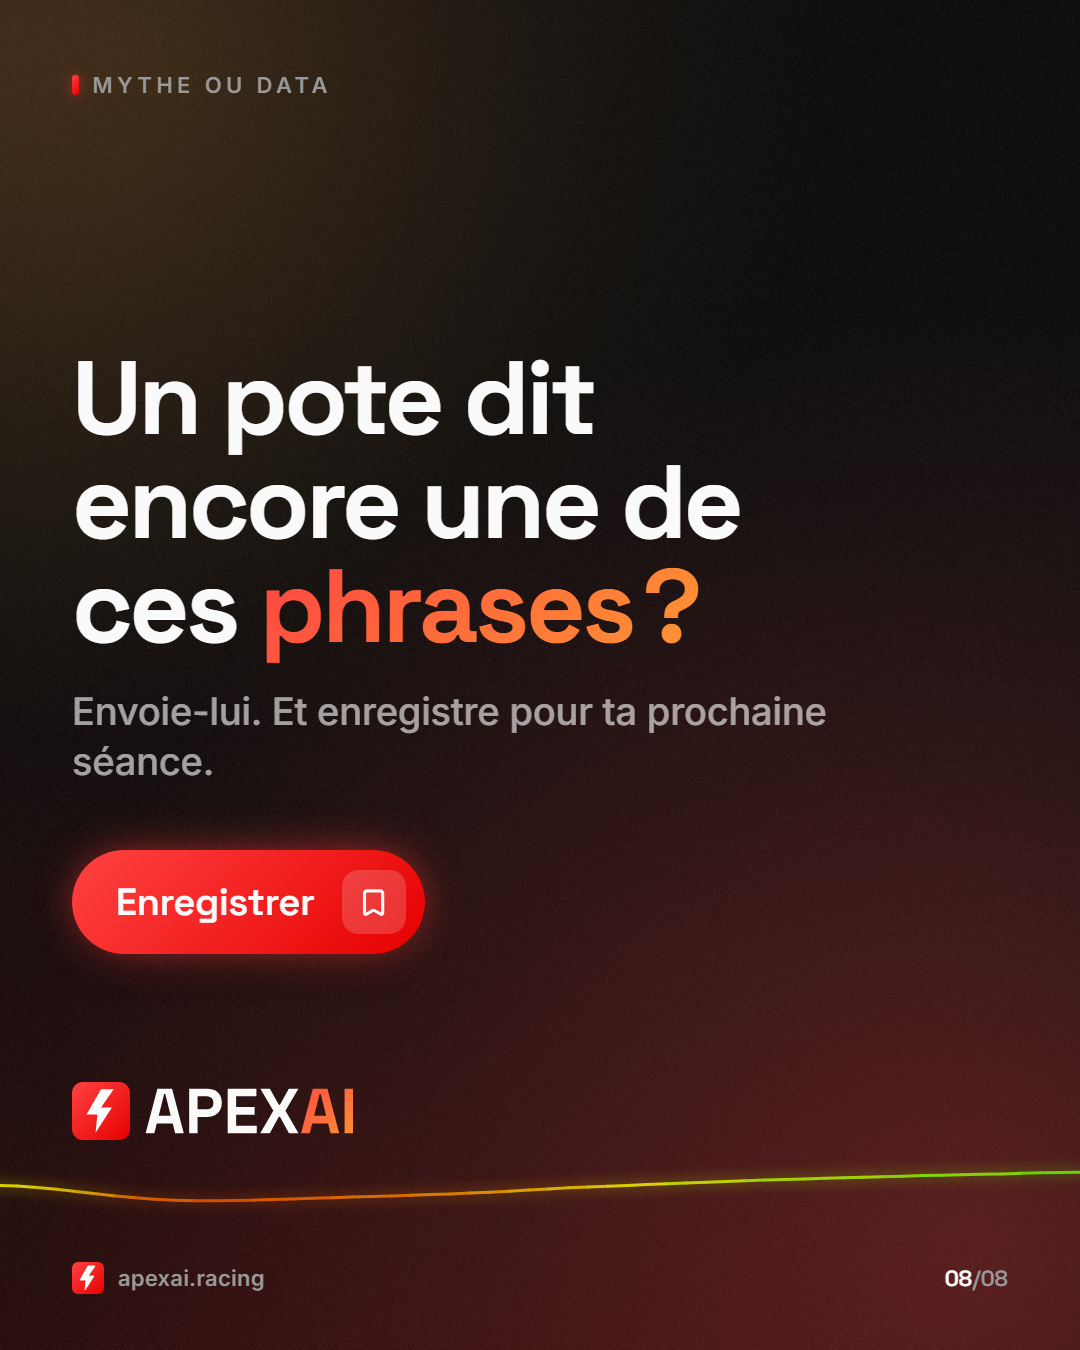 MYTHE OU DATA
Un pote dit
encore une de
ces phrases ?
Envoie-lui. Et enregistre pour ta prochaine
séance.
Enregistrer
APEXAI
apexai.racing
08/08